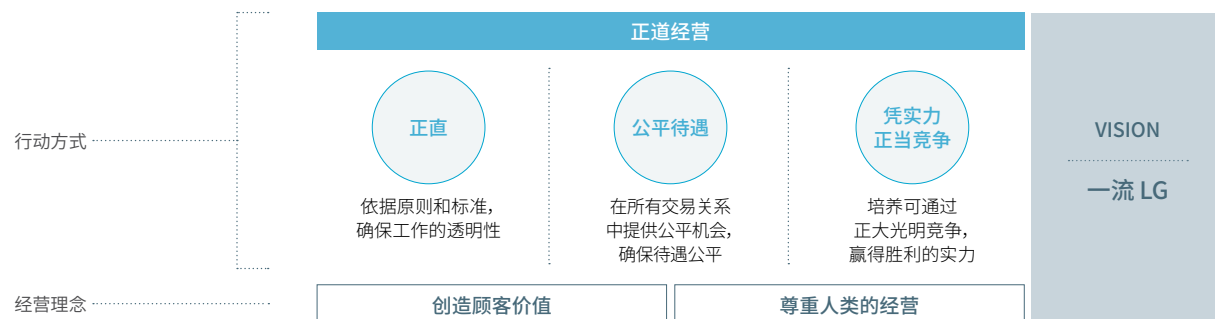 正道经营
行动方式
正直
依据原则和标准，
确保工作的透明性
公平待遇
在所有交易关系
中提供公平机会，
确保待遇公平
凭实力
正当竞争
培养可通过
正大光明竞争，
赢得胜利的实力
VISION
一流 LG
经营理念
创造顾客价值
尊重人类的经营